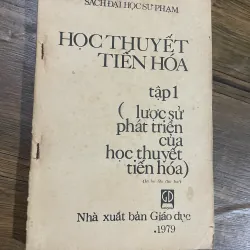 SÁCH ĐẠI HỌC SƯ PHẠM
HỌC THUYẾT
TIẾN HÓA
tập 1
( lược sử
phát triển
của
học thuyết
tiến hóa)
GD
Nhà xuất bản Giáo dục
.1979